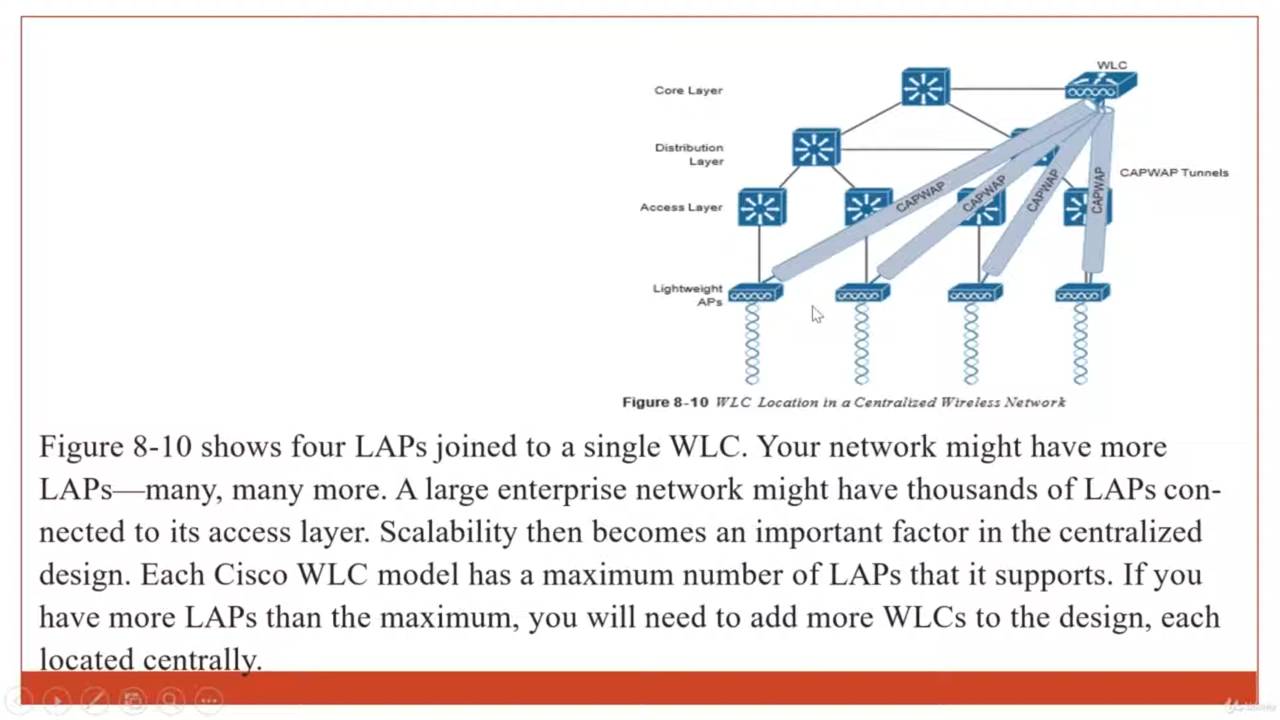 WLC
Core Layer
Distribution
Layer
CAPWAP Tunnels
CAPWAP
CAPWAP
CAPWAP
CAPWAP
Access Layer
Lightweight
APs
Figure 8-10 WLC Location in a Centralized Wireless Network
Figure 8-10 shows four LAPs joined to a single WLC. Your network might have more
LAPs—many, many more. A large enterprise network might have thousands of LAPs con-
nected to its access layer. Scalability then becomes an important factor in the centralized
design. Each Cisco WLC model has a maximum number of LAPs that it supports. If you
have more LAPs than the maximum, you will need to add more WLCs to the design, each
located centrally.